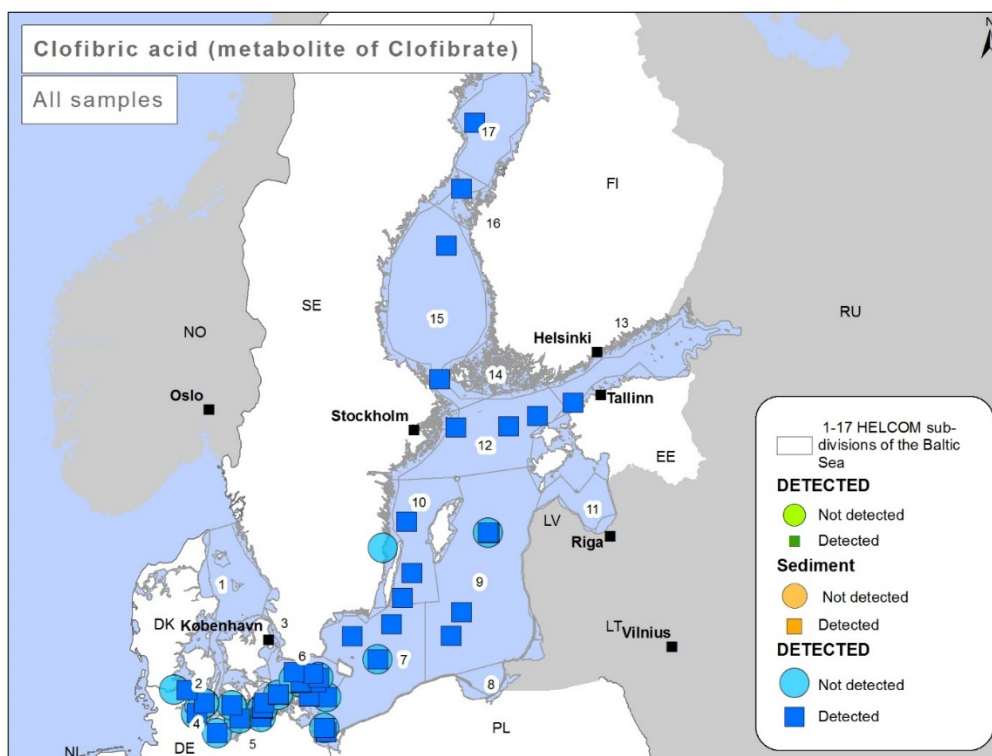 Clofibric acid (metabolite of Clofibrate)
All samples
N
17
FI
16
SE
15
13
RU
NO
Helsinki
14
Oslo
Tallinn
Stockholm
12
EE
10
11
LV
Riga
1
9
DK
København
3
LT
Vilnius
6
7
2
8
4
5
PL
NL
DE
1-17 HELCOM sub-
divisions of the Baltic
Sea
DETECTED
Not detected
Detected
Sediment
Not detected
Detected
DETECTED
Not detected
Detected